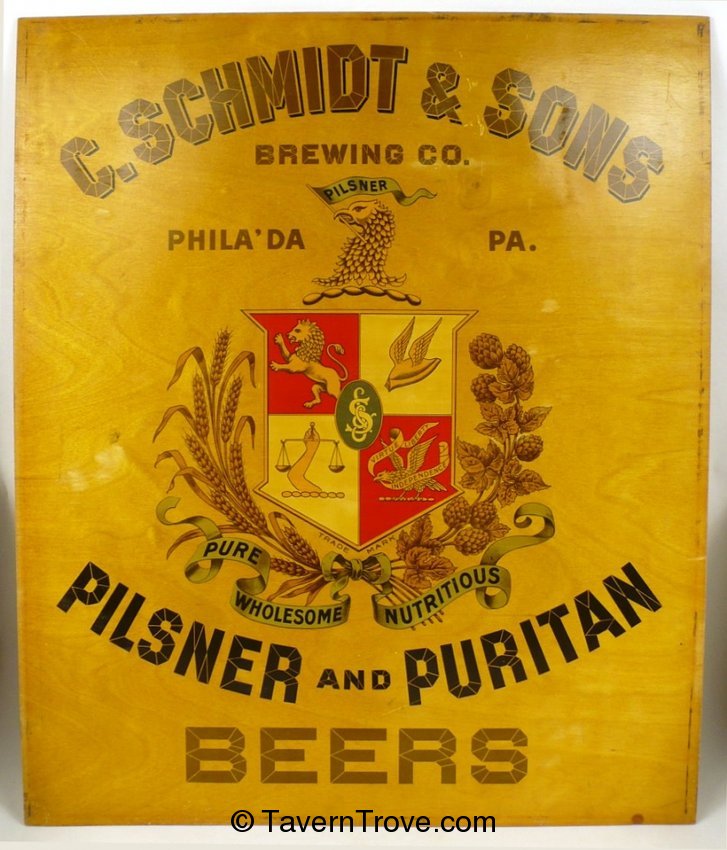 C. SCHMIDT & SONS
BREWING CO.
PILSNER
PHILA'DA PA.
VIRTUE LIBERTY
INDEPENDENCE
TRADE MARK
PURE
WHOLESOME
NUTRITIOUS
PILSNER AND PURITAN
BEERS
© TavernTrove.com